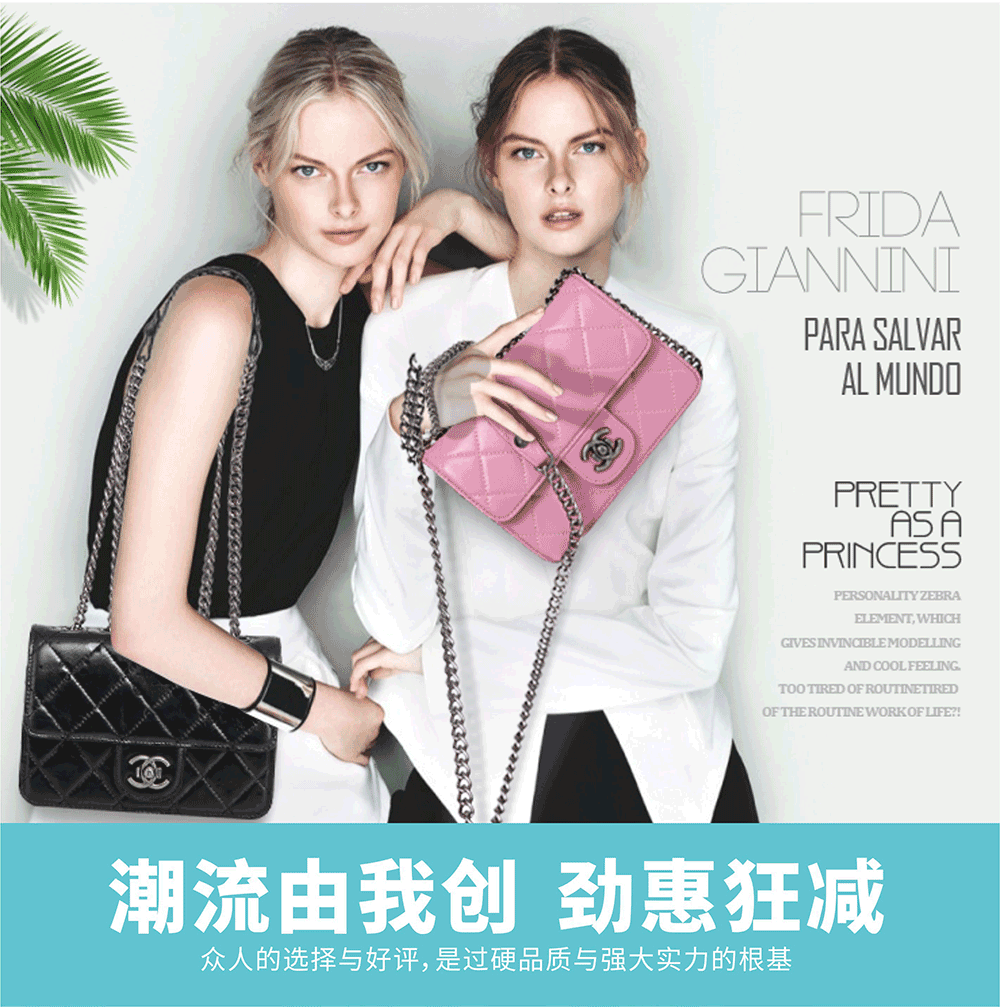 FRIDA
GIANNINI
PARA SALVAR
AL MUNDO
PRETTY
AS A
PRINCESS
PERSONALITY ZEBRA
ELEMENT, WHICH
GIVES INVINCIBLE MODELLING
AND COOL FEELING.
TOO TIRED OF ROUTINETIRED
OF THE ROUTINE WORK OF LIFE?!
潮流由我创 劲惠狂减
众人的选择与好评,是过硬品质与强大实力的根基